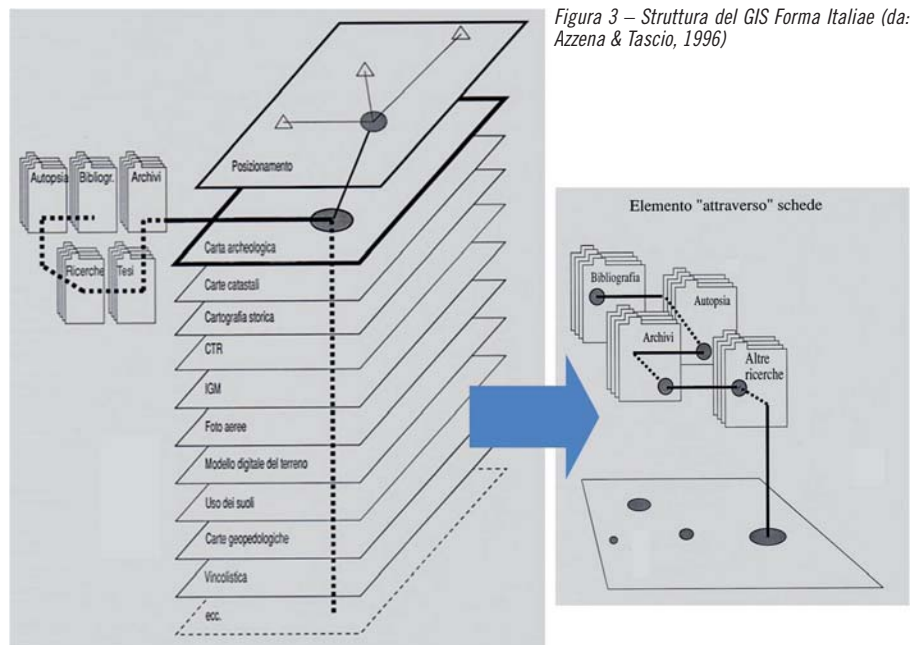 Figura 3 – Struttura del GIS Forma Italiae (da:
Azzena & Tascio, 1996)
Posizionamento
Autopsia
Bibliogr.
Archivi
Ricerche
Tesi
Carta archeologica
Carte catastali
Cartografia storica
CTR
IGM
Foto aeree
Modello digitale del terreno
Uso dei suoli
Carte geopedologiche
Vincolistica
ecc.
Elemento "attraverso" schede
Bibliografia
Autopsia
Archivi
Altre
ricerche